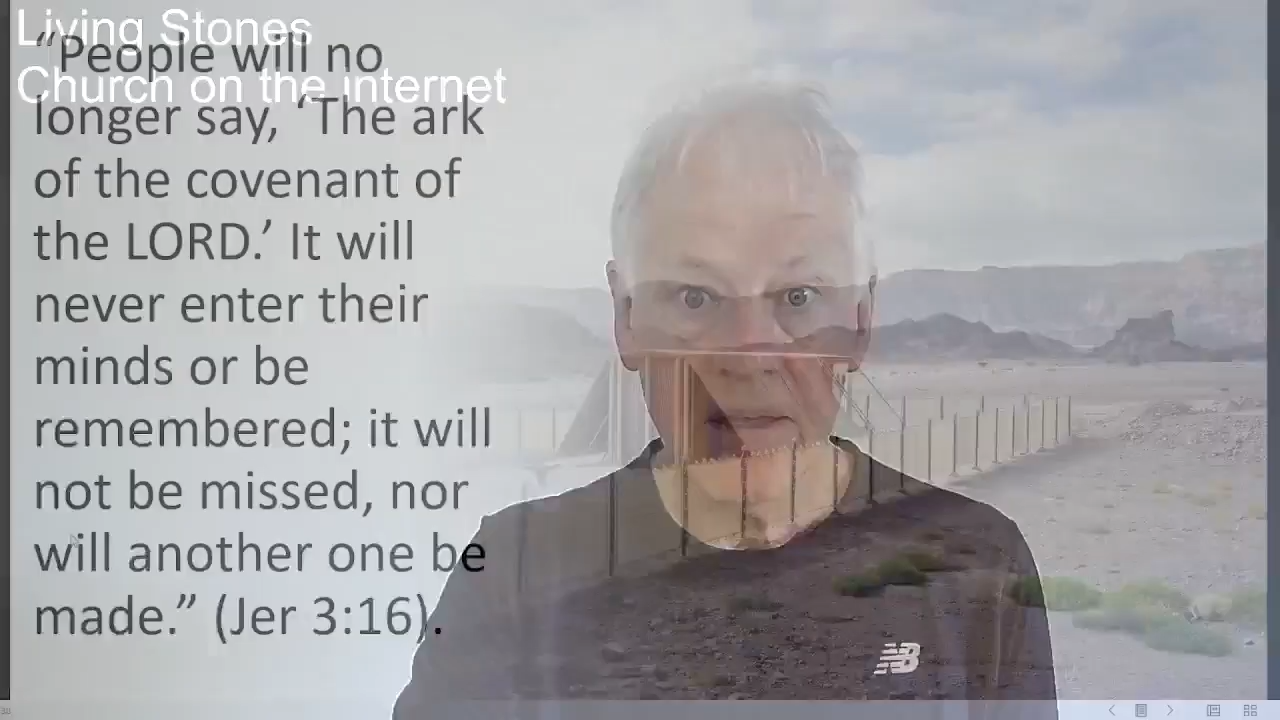 Living Stones
Church on the internet
“People will no
longer say, ‘The ark
of the covenant of
the LORD.’ It will
never enter their
minds or be
remembered; it will
not be missed, nor
will another one be
made.” (Jer 3:16).